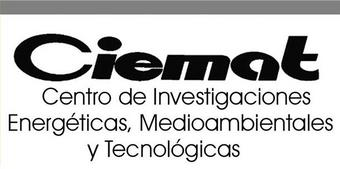 Ciemat
Centro de Investigaciones
Energéticas, Medioambientales
y Tecnológicas